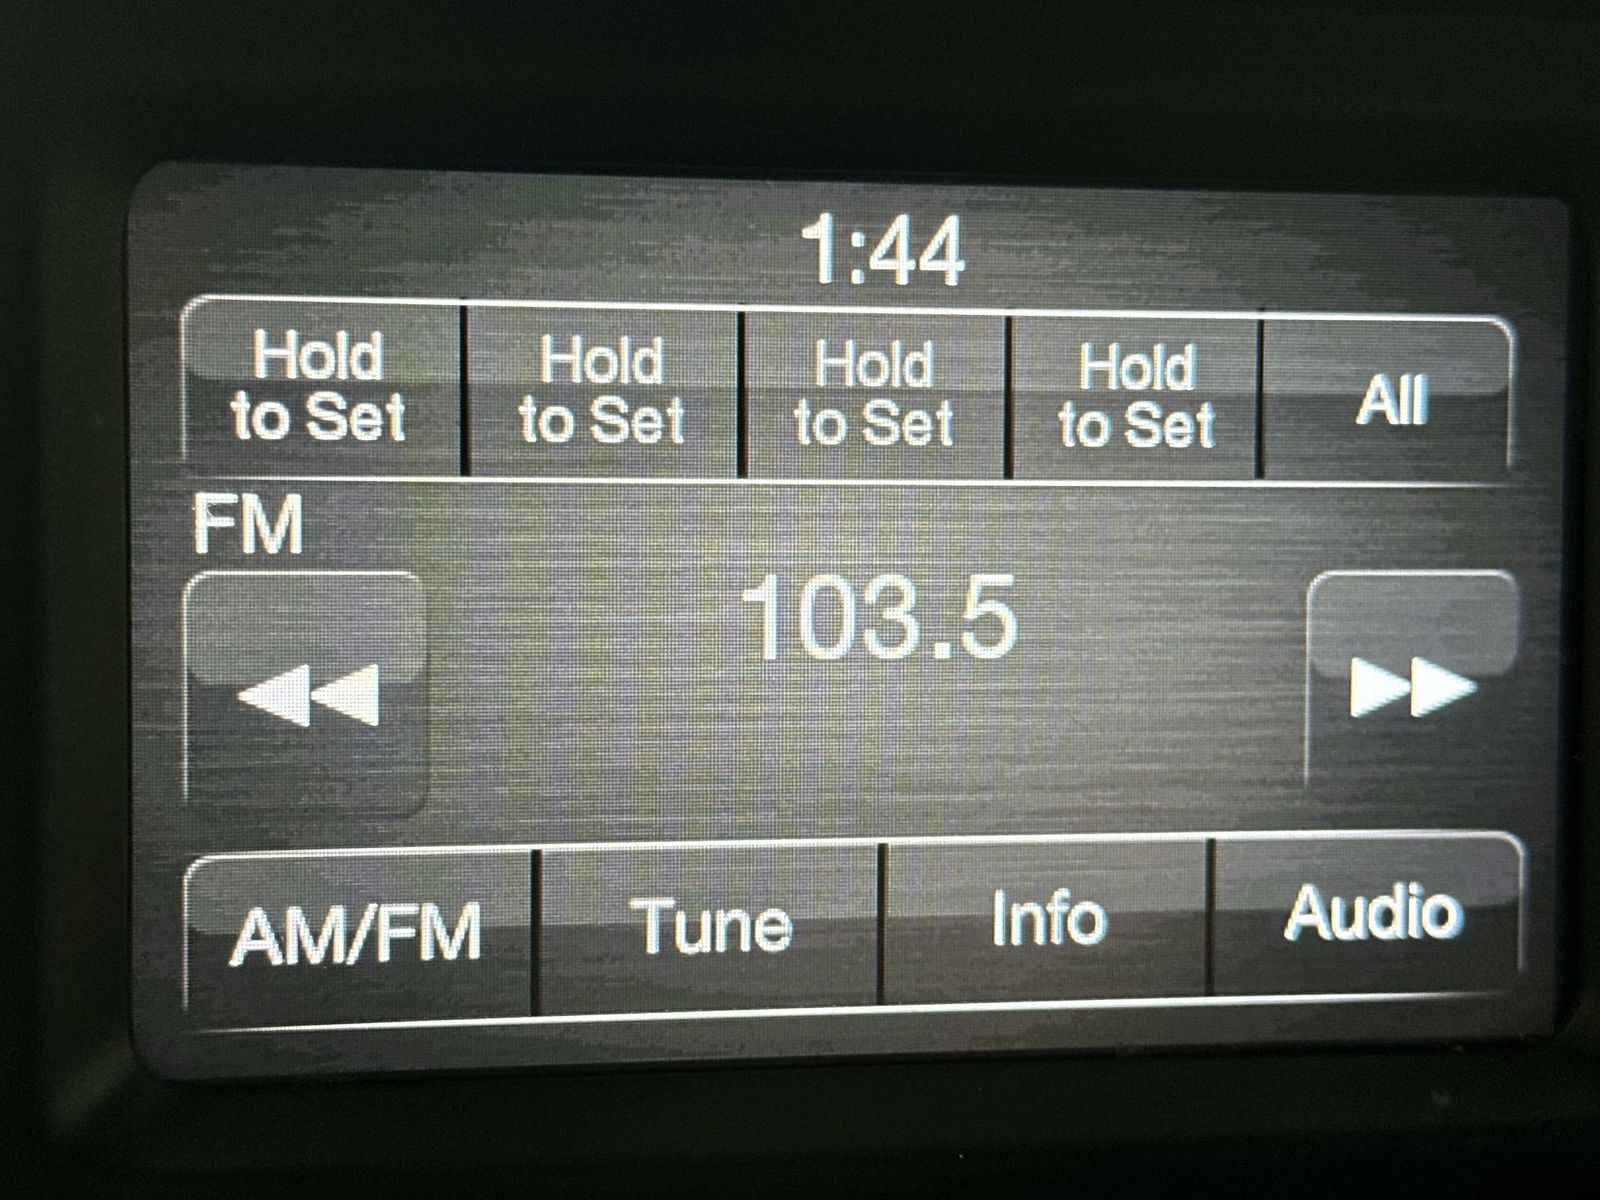 1:44
Hold
to Set
Hold
to Set
Hold
to Set
Hold
to Set
All
FM
103.5
AM/FM
Tune
Info
Audio